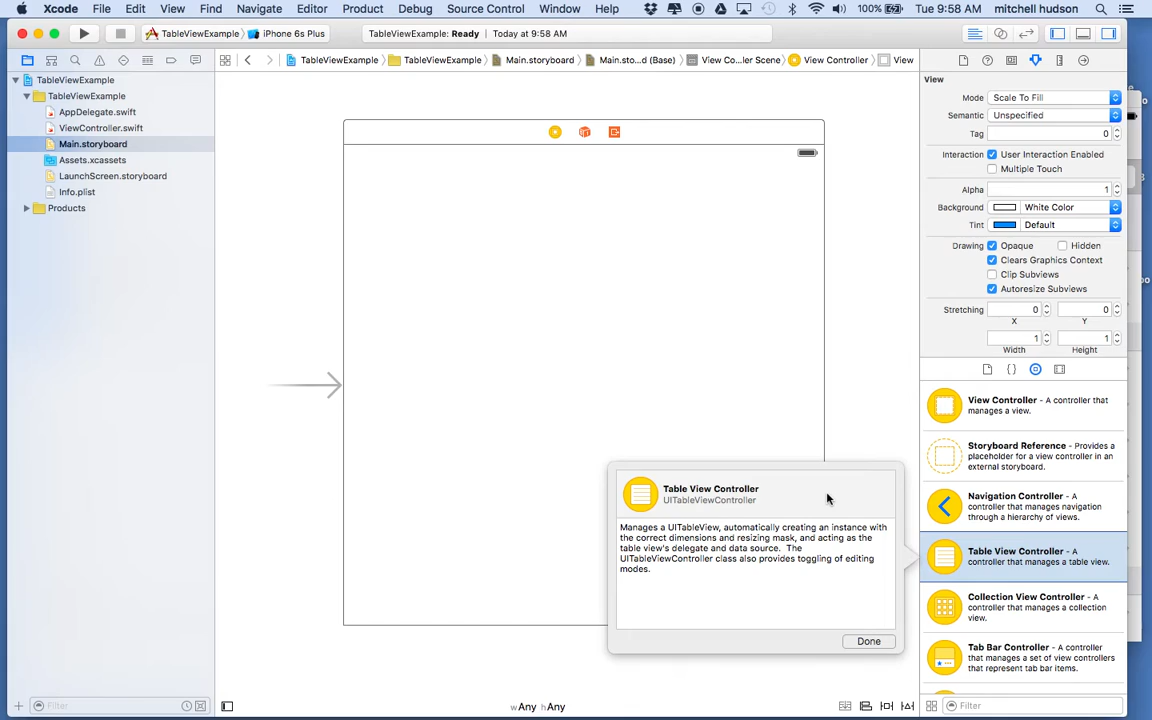 Xcode File Edit View Find Navigate Editor Product Debug Source Control Window Help 100% Tue 9:58 AM mitchell hudson
TableViewExample iPhone 6s Plus TableViewExample: Ready Today at 9:58 AM
TableViewExample TableViewExample Main.storyboard Main.sto...d (Base) View Co...ler Scene View Controller View
TableViewExample
TableViewExample
AppDelegate.swift
ViewController.swift
Main.storyboard
Assets.xcassets
LaunchScreen.storyboard
Info.plist
Products
Filter
Table View Controller
UITableViewController
Manages a UITableView, automatically creating an instance with
the correct dimensions and resizing mask, and acting as the
table view's delegate and data source. The
UITableViewController class also provides toggling of editing
modes.
Done
wAny hAny
View
Mode Scale To Fill
Semantic Unspecified
Tag 0
Interaction User Interaction Enabled
Multiple Touch
Alpha 1
Background White Color
Tint Default
Drawing Opaque Hidden
Clears Graphics Context
Clip Subviews
Autoresize Subviews
Stretching 0 0
X Y
1 1
Width Height
View Controller - A controller that
manages a view.
Storyboard Reference - Provides a
placeholder for a view controller in an
external storyboard.
Navigation Controller - A
controller that manages navigation
through a hierarchy of views.
Table View Controller - A
controller that manages a table view.
Collection View Controller - A
controller that manages a collection
view.
Tab Bar Controller - A controller
that manages a set of view controllers
that represent tab bar items.
Filter